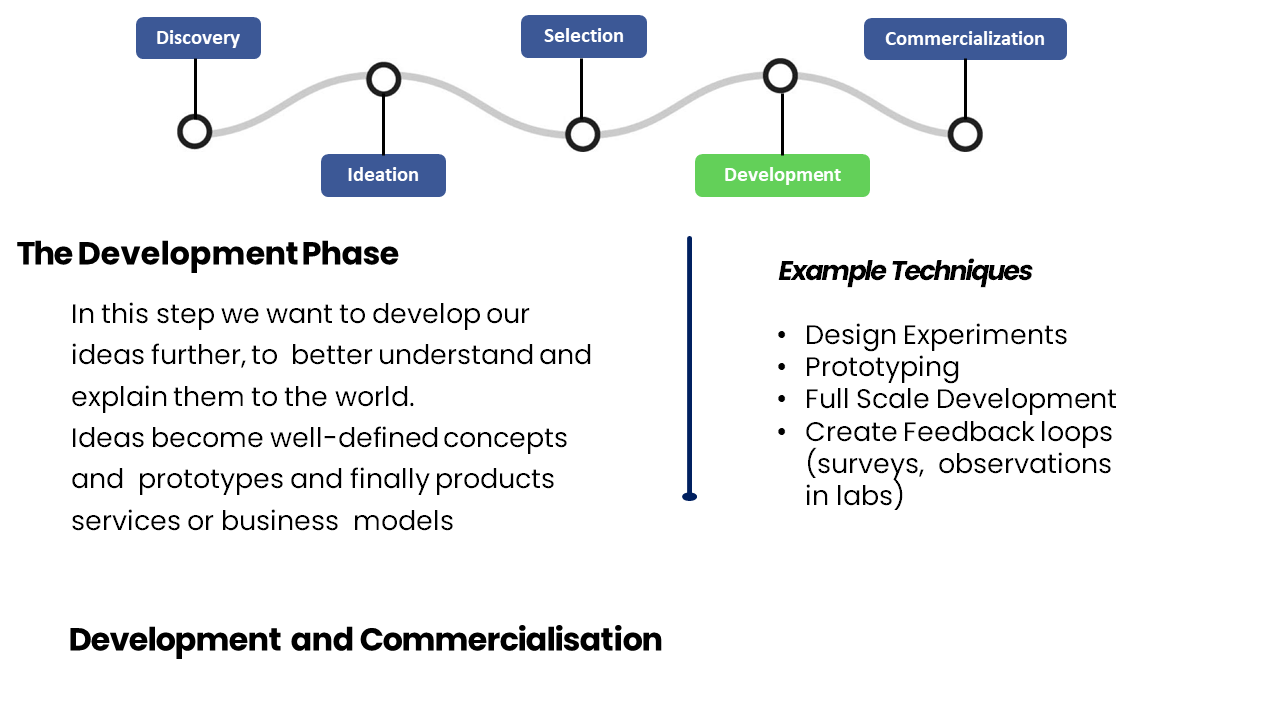 Discovery
Selection
Commercialization
Ideation
Development
The Development Phase
In this step we want to develop our
ideas further, to better understand and
explain them to the world.
Ideas become well-defined concepts
and prototypes and finally products
services or business models
Example Techniques
• Design Experiments
• Prototyping
• Full Scale Development
• Create Feedback loops
(surveys, observations
in labs)
Development and Commercialisation